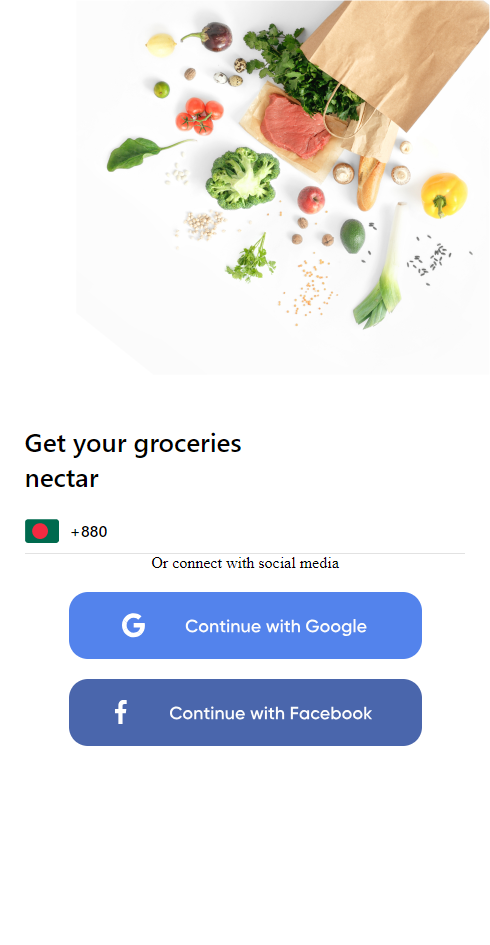 Get your groceries
nectar
+880
Or connect with social media
Continue with Google
Continue with Facebook